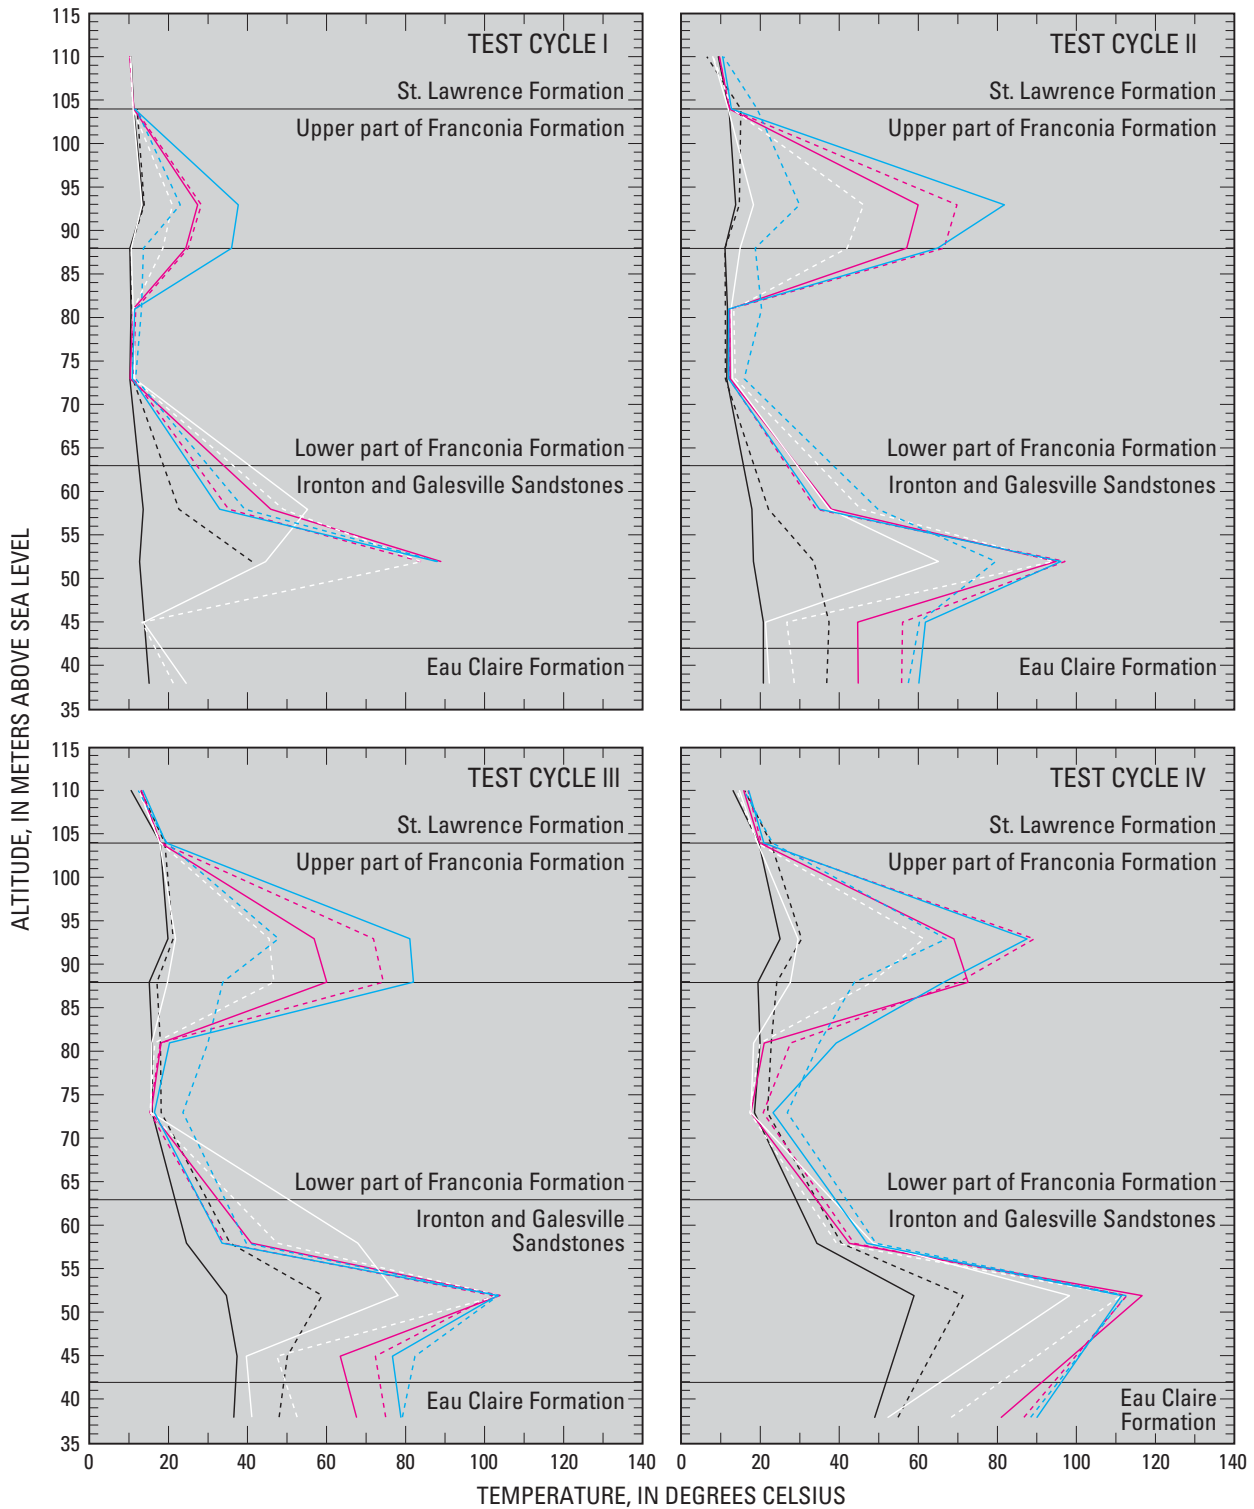 TEST CYCLE I
TEST CYCLE II
St. Lawrence Formation
St. Lawrence Formation
Upper part of Franconia Formation
Upper part of Franconia Formation
Lower part of Franconia Formation
Lower part of Franconia Formation
Ironton and Galesville Sandstones
Ironton and Galesville Sandstones
Eau Claire Formation
Eau Claire Formation
115
110
105
100
95
90
85
80
75
70
65
60
55
50
45
40
35
ALTITUDE, IN METERS ABOVE SEA LEVEL
TEST CYCLE III
TEST CYCLE IV
St. Lawrence Formation
St. Lawrence Formation
Upper part of Franconia Formation
Upper part of Franconia Formation
Lower part of Franconia Formation
Lower part of Franconia Formation
Ironton and Galesville
Sandstones
Ironton and Galesville Sandstones
Eau Claire Formation
Eau Claire
Formation
115
110
105
100
95
90
85
80
75
70
65
60
55
50
45
40
35
0 20 40 60 80 100 120 140
0 20 40 60 80 100 120 140
TEMPERATURE, IN DEGREES CELSIUS